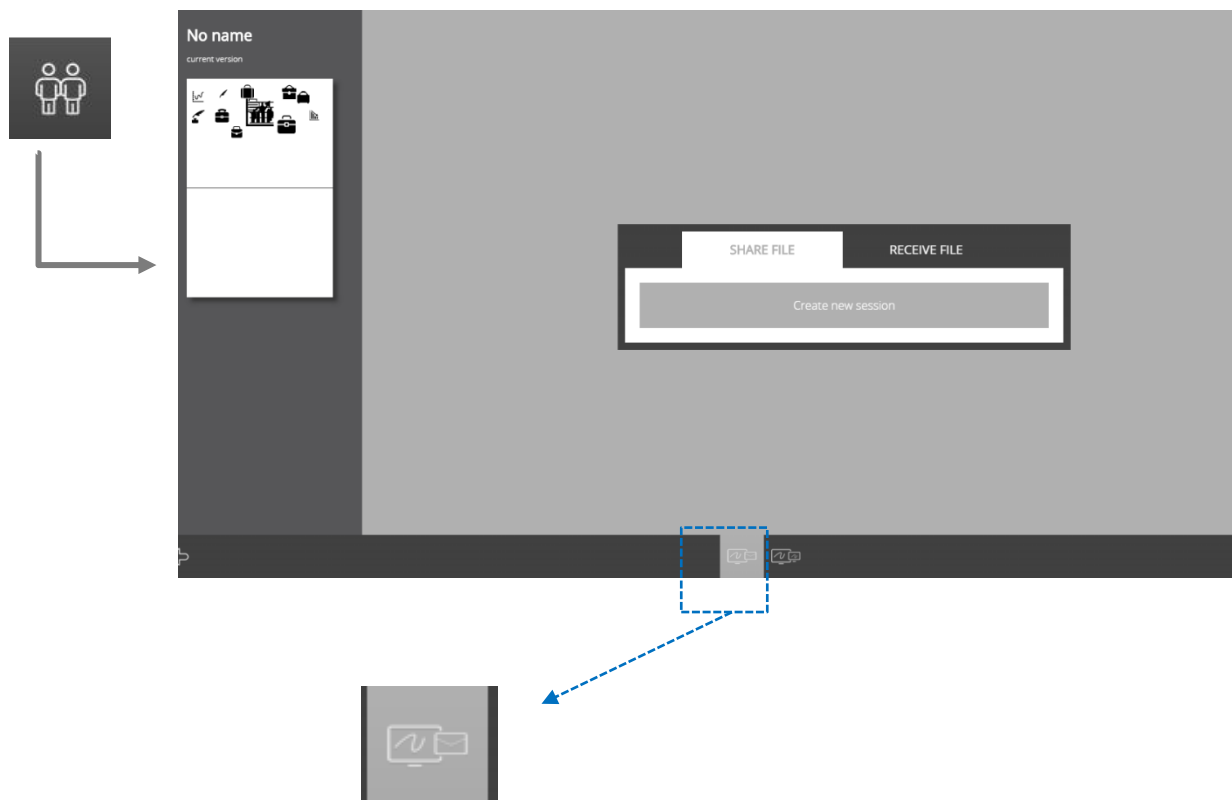 No name
current version
SHARE FILE
RECEIVE FILE
Create new session